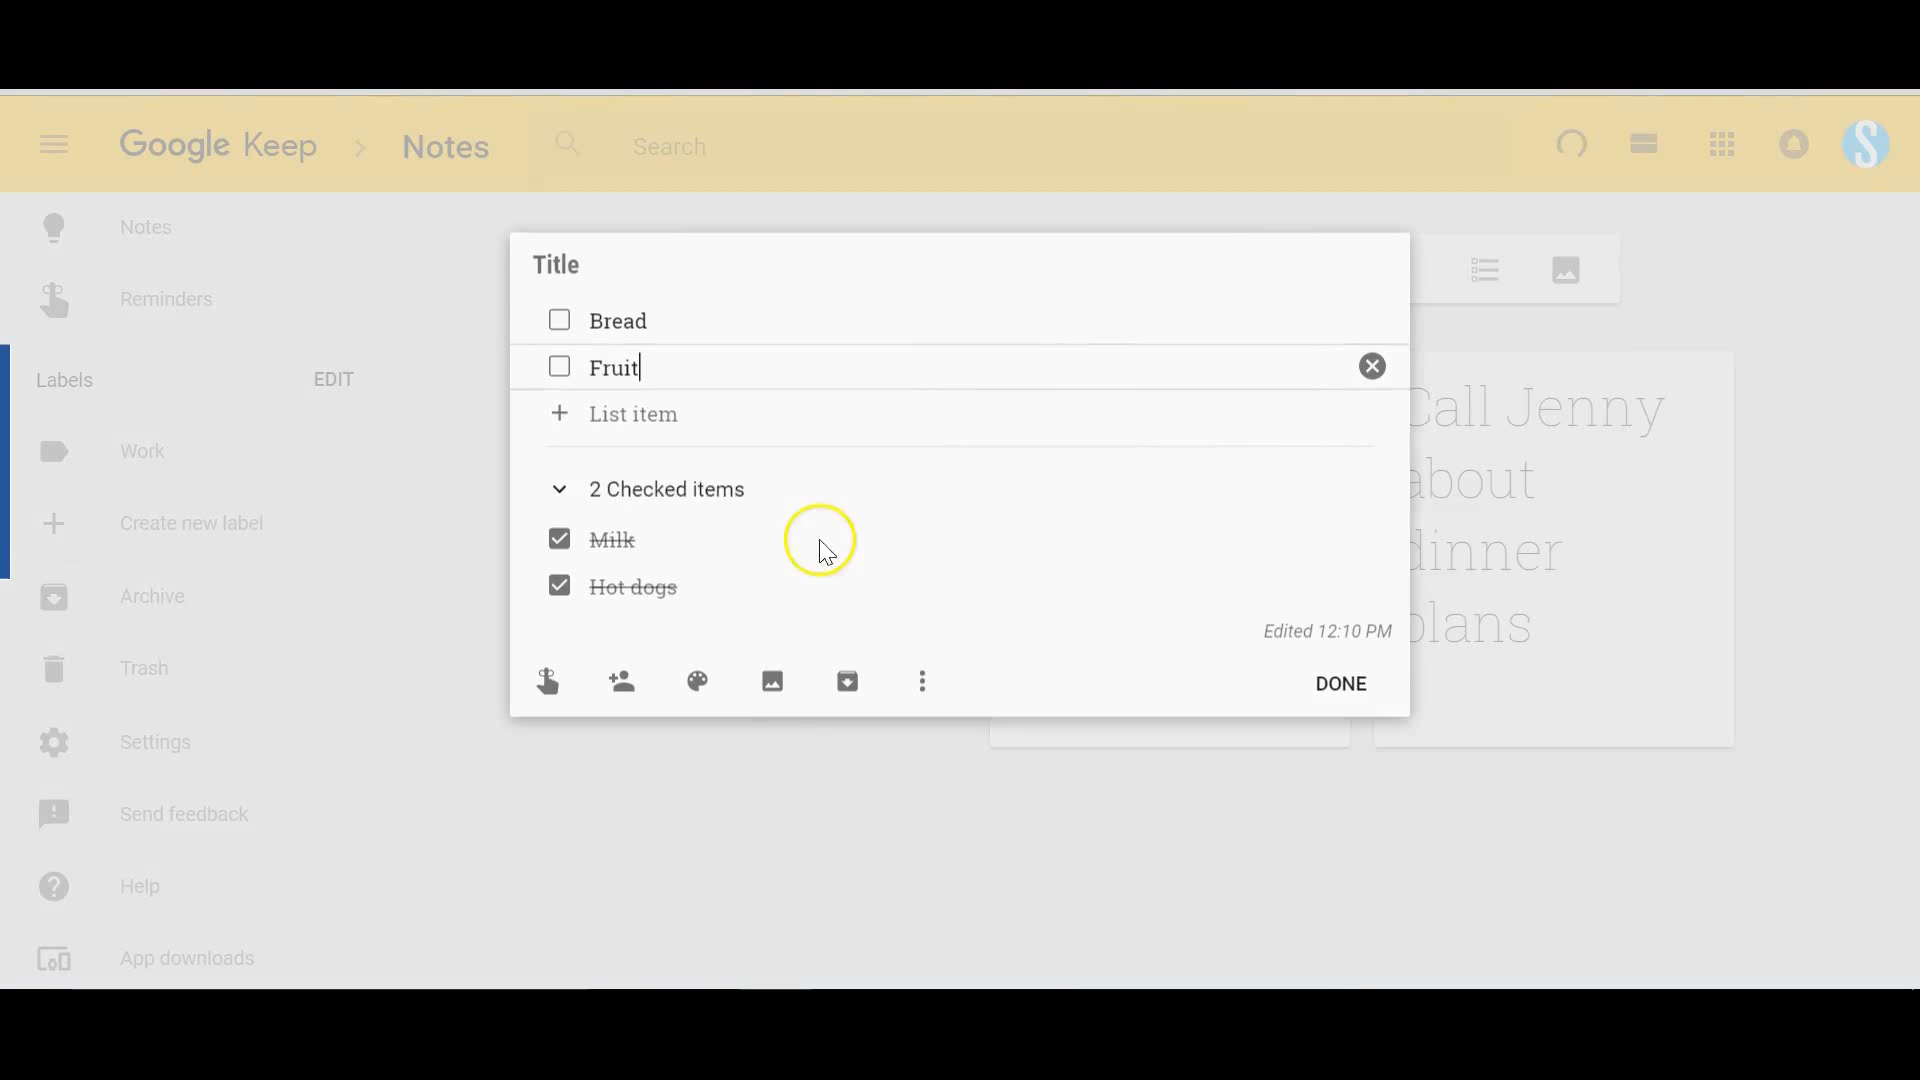 Google Keep > Notes
Search
Notes
Reminders
Labels EDIT
Work
Create new label
Archive
Trash
Settings
Send feedback
Help
App downloads
Title
Bread
Fruit
+ List item
2 Checked items
Milk
Hot dogs
Edited 12:10 PM
DONE
Call Jenny
about
dinner
plans
S